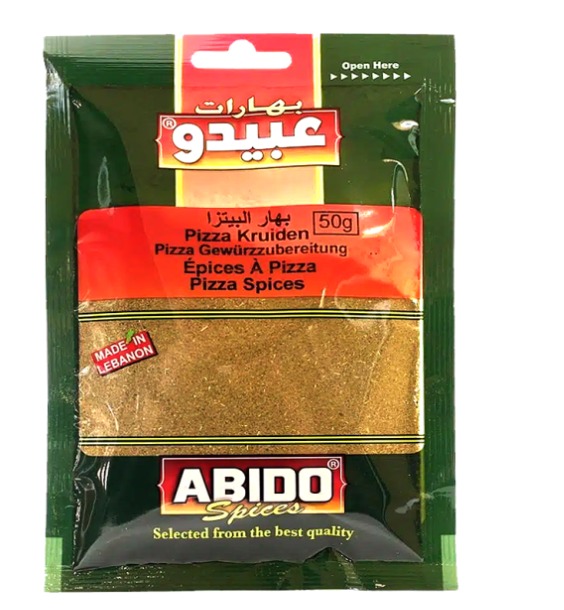 Open Here
بهارات
عبيدو®
بهار البيتزا
50g
Pizza Kruiden
Pizza Gewürzzubereitung
Épices À Pizza
Pizza Spices
MADE IN
LEBANON
ABIDO®
Spices
Selected from the best quality